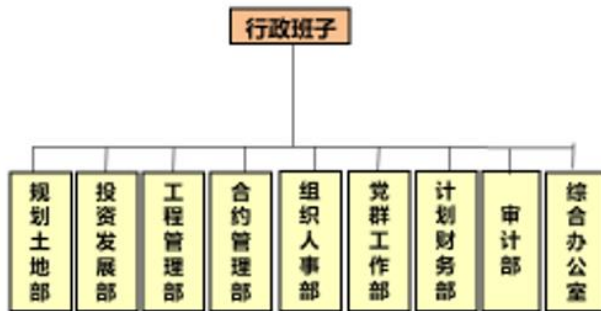 行政班子
规划土地部
投资发展部
工程管理部
合约管理部
组织人事部
党群工作部
计划财务部
审计部
综合办公室